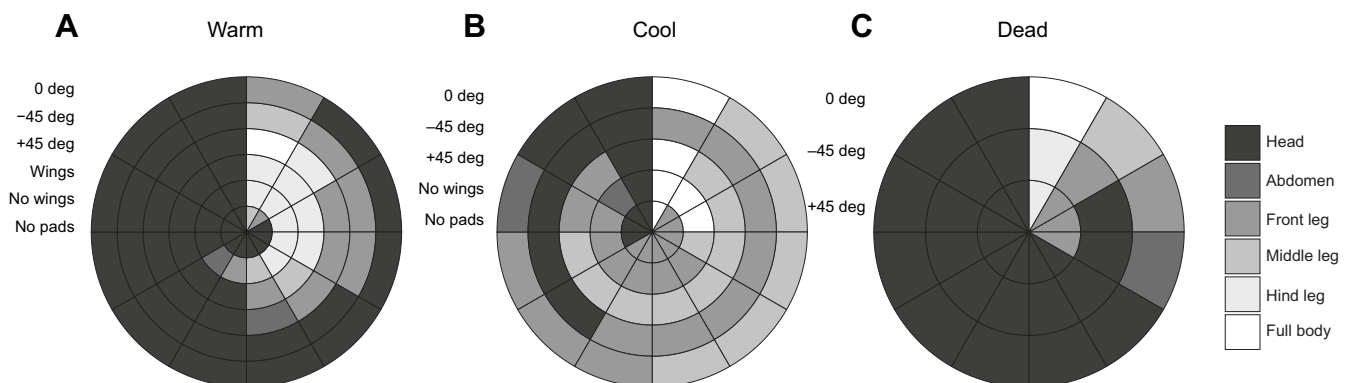 A
Warm
0 deg
−45 deg
+45 deg
Wings
No wings
No pads
B
Cool
0 deg
–45 deg
+45 deg
No wings
No pads
C
Dead
0 deg
–45 deg
+45 deg
Head
Abdomen
Front leg
Middle leg
Hind leg
Full body